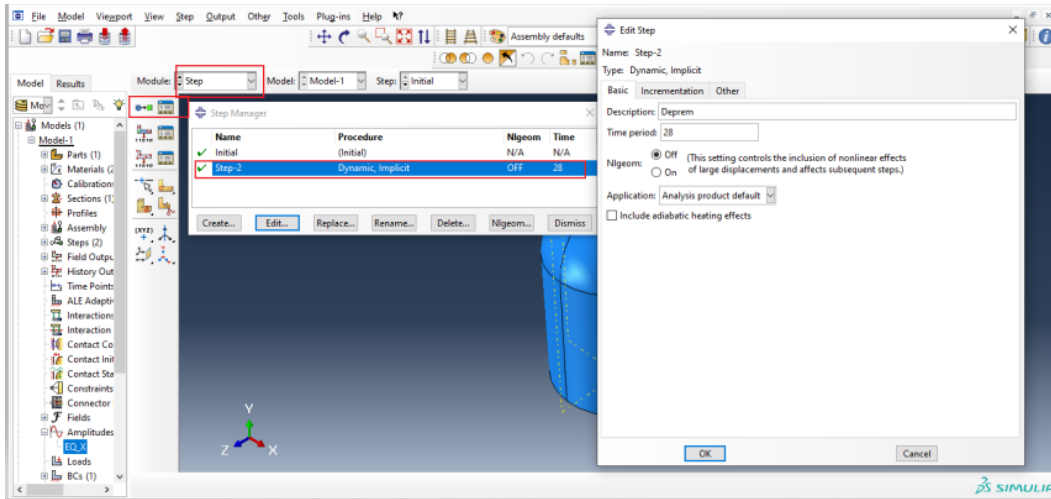 File Model Viewport View Step Output Other Tools Plug-ins Help
Assembly defaults
Model Results
Module: Step Model: Model-1 Step: Initial
Models (1)
Model-1
Parts (1)
Materials (2
Calibration
Sections (1
Profiles
Assembly
Steps (2)
Field Outpu
History Out
Time Points
ALE Adapti
Interactions
Interaction
Contact Co
Contact Init
Contact Sta
Constraints
Connector
Fields
Amplitudes
EQ_X
Loads
BCs (1)
(XYZ)
Step Manager
Name Procedure Nlgeom Time
Initial (Initial) N/A N/A
Step-2 Dynamic, Implicit OFF 28
Create... Edit... Replace... Rename... Delete... Nlgeom... Dismiss
Y
Z X
Edit Step
Name: Step-2
Type: Dynamic, Implicit
Basic Incrementation Other
Description: Deprem
Time period: 28
Nlgeom: Off (This setting controls the inclusion of nonlinear effects
On of large displacements and affects subsequent steps.)
Application: Analysis product default
Include adiabatic heating effects
OK Cancel
SIMULIA